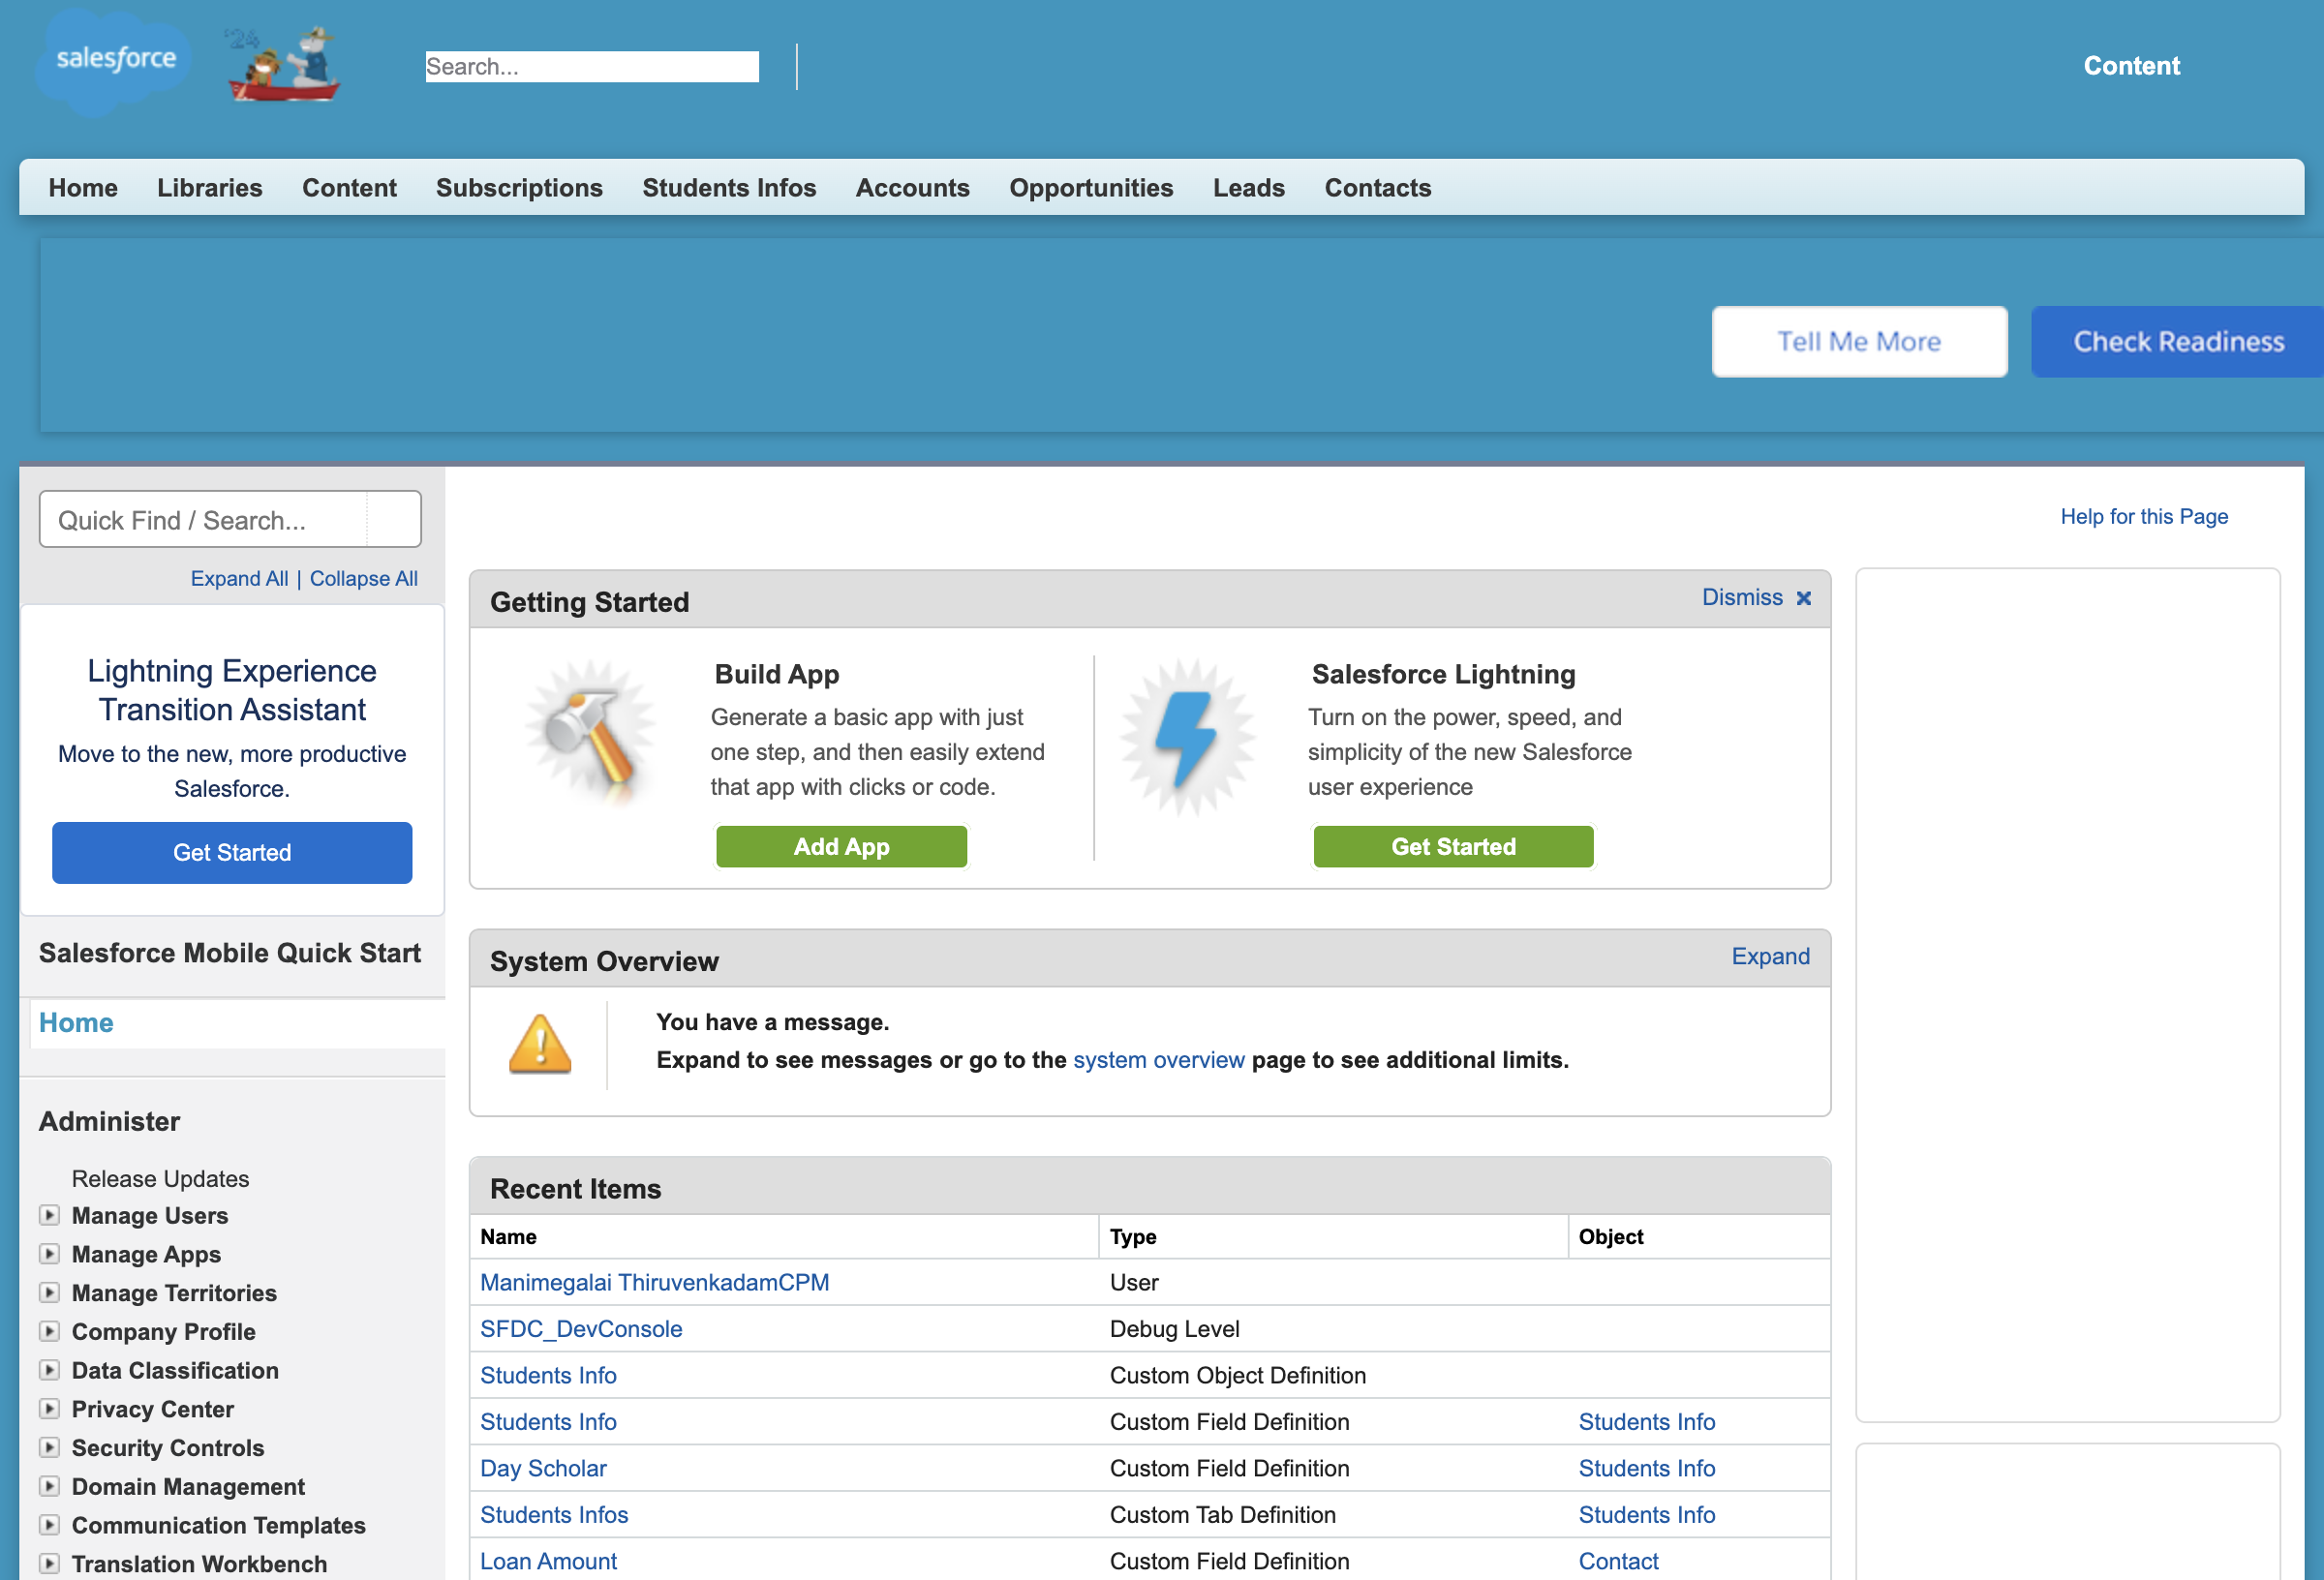 salesforce
'24
Search...
Content
Home Libraries Content Subscriptions Students Infos Accounts Opportunities Leads Contacts
Tell Me More
Check Readiness
Quick Find / Search...
Expand All | Collapse All
Lightning Experience
Transition Assistant
Move to the new, more productive
Salesforce.
Get Started
Salesforce Mobile Quick Start
Home
Administer
Release Updates
Manage Users
Manage Apps
Manage Territories
Company Profile
Data Classification
Privacy Center
Security Controls
Domain Management
Communication Templates
Translation Workbench
Help for this Page
Getting Started
Dismiss
Build App
Generate a basic app with just
one step, and then easily extend
that app with clicks or code.
Add App
Salesforce Lightning
Turn on the power, speed, and
simplicity of the new Salesforce
user experience
Get Started
System Overview
Expand
You have a message.
Expand to see messages or go to the system overview page to see additional limits.
Recent Items
Name Type Object
Manimegalai ThiruvenkadamCPM User
SFDC_DevConsole Debug Level
Students Info Custom Object Definition
Students Info Custom Field Definition Students Info
Day Scholar Custom Field Definition Students Info
Students Infos Custom Tab Definition Students Info
Loan Amount Custom Field Definition Contact